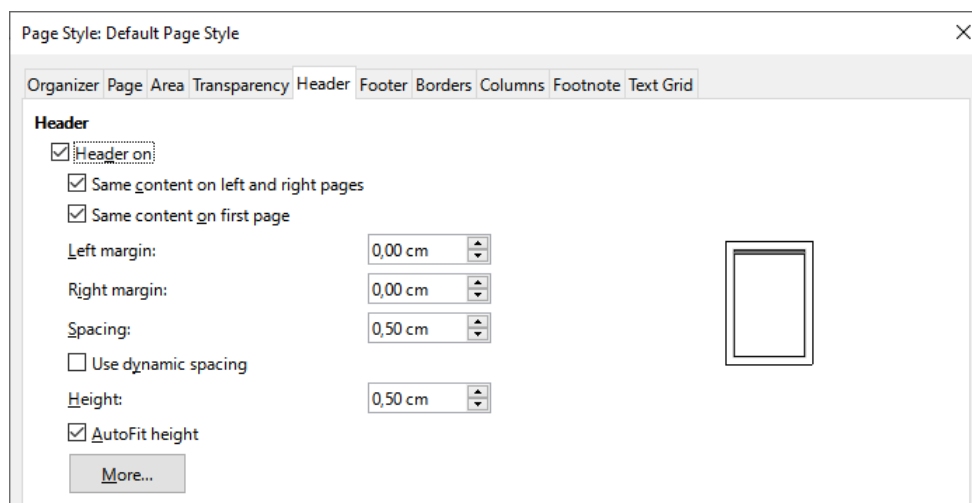 Page Style: Default Page Style
Organizer Page Area Transparency Header Footer Borders Columns Footnote Text Grid
Header
Header on
Same content on left and right pages
Same content on first page
Left margin: 0,00 cm
Right margin: 0,00 cm
Spacing: 0,50 cm
Use dynamic spacing
Height: 0,50 cm
AutoFit height
More...